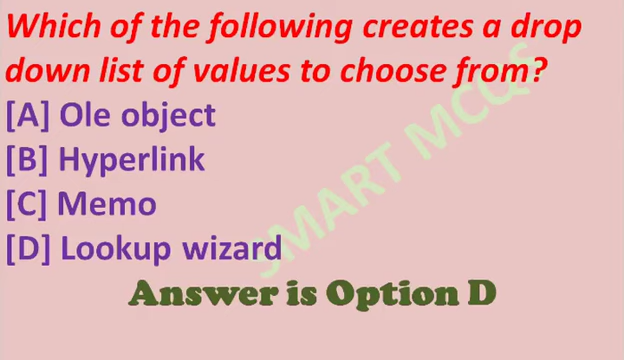 Which of the following creates a drop
down list of values to choose from?
[A] Ole object
[B] Hyperlink
[C] Memo
[D] Lookup wizard
Answer is Option D
SMART MCQS